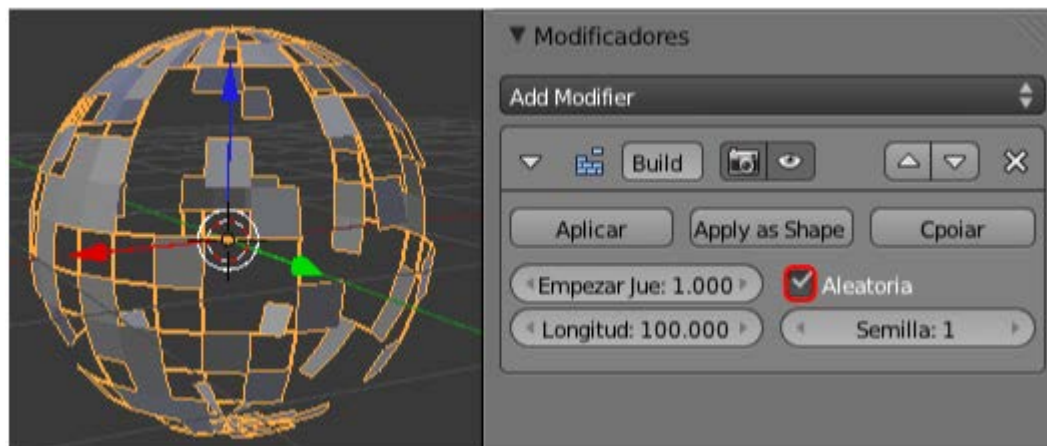 Modificadores
Add Modifier
Build
Aplicar Apply as Shape Cpoiar
Empezar Jue: 1.000 Aleatoria
Longitud: 100.000 Semilla: 1